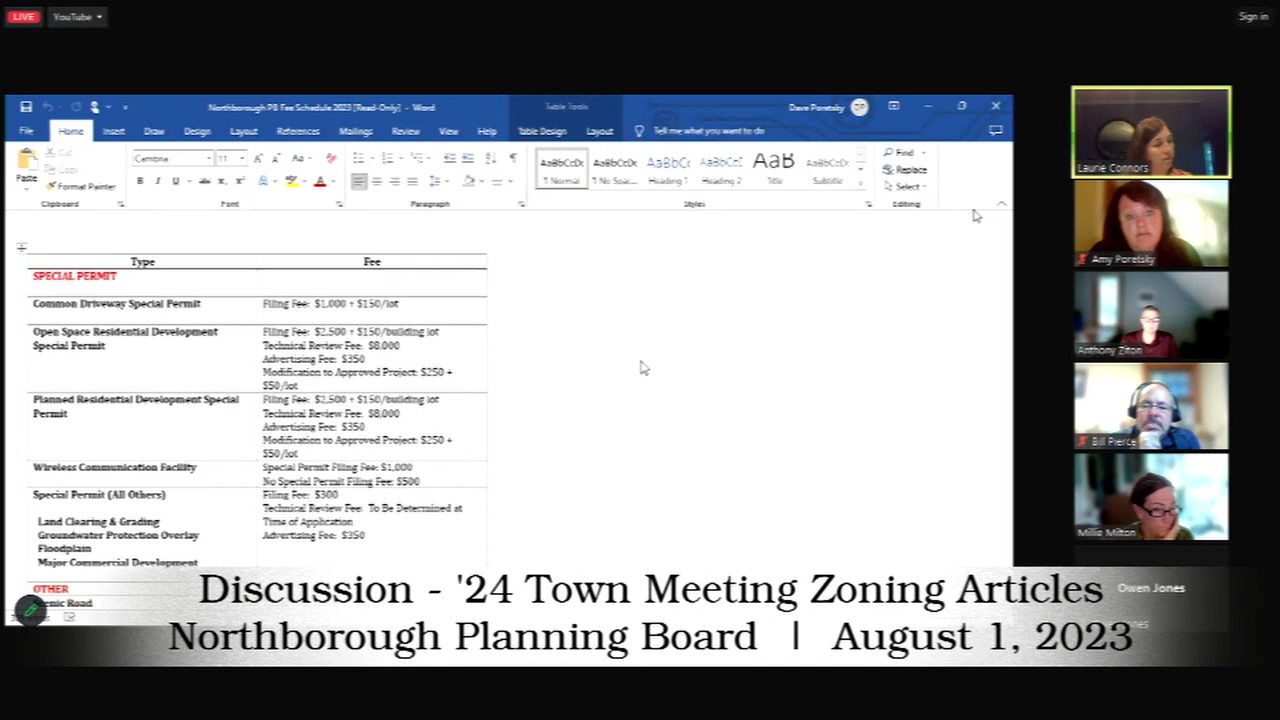 LIVE
YouTube
Sign in
Northborough PB Fee Schedule 2023 [Read-Only] - Word
Table Tools
Dave Poretsky
DP
File Home Insert Draw Design Layout References Mailings Review View Help Table Design Layout Tell me what you want to do
Paste
Cut
Copy
Format Painter
Cambria 11
Find
Replace
Select
AaBbCcDc AaBbCcDc AaBbCc AaBbCcC AaB AaBbCcD
¶ Normal ¶ No Spac... Heading 1 Heading 2 Title Subtitle
Clipboard Font Paragraph Styles Editing
Type Fee
SPECIAL PERMIT
Common Driveway Special Permit Filing Fee: $1,000 + $150/lot
Open Space Residential Development Filing Fee: $2,500 + $150/building lot
Special Permit Technical Review Fee: $8,000
Advertising Fee: $350
Modification to Approved Project: $250 +
$50/lot
Planned Residential Development Special Filing Fee: $2,500 + $150/building lot
Permit Technical Review Fee: $8,000
Advertising Fee: $350
Modification to Approved Project: $250 +
$50/lot
Wireless Communication Facility Special Permit Filing Fee: $1,000
No Special Permit Filing Fee: $500
Special Permit (All Others) Filing Fee: $300
Technical Review Fee: To Be Determined at
Land Clearing & Grading Time of Application
Groundwater Protection Overlay Advertising Fee: $350
Floodplain
Major Commercial Development
OTHER
Road
Laurie Connors
Amy Poretsky
Anthony Ziton
Bill Pierce
Millie Milton
Owen Jones
Discussion - '24 Town Meeting Zoning Articles
Northborough Planning Board | August 1, 2023